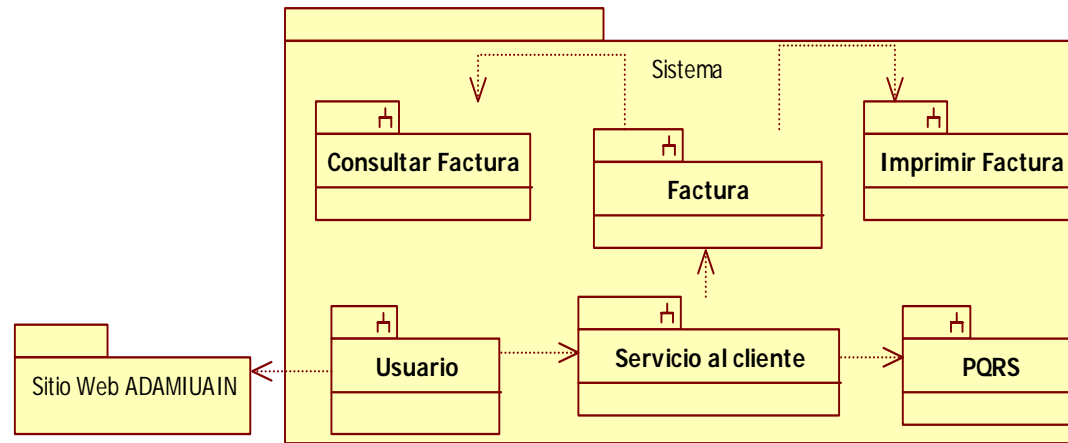 Sistema
Consultar Factura
Factura
Imprimir Factura
Sitio Web ADAMIUAIN
Usuario
Servicio al cliente
PQRS